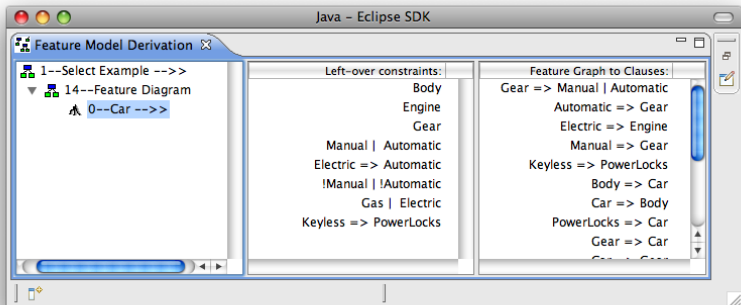 Java – Eclipse SDK
Feature Model Derivation
1--Select Example -->>
14--Feature Diagram
0--Car -->>
Left-over constraints:
Body
Engine
Gear
Manual | Automatic
Electric => Automatic
!Manual | !Automatic
Gas | Electric
Keyless => PowerLocks
Feature Graph to Clauses:
Gear => Manual | Automatic
Automatic => Gear
Electric => Engine
Manual => Gear
Keyless => PowerLocks
Body => Car
Car => Body
PowerLocks => Car
Gear => Car
Car => Gear